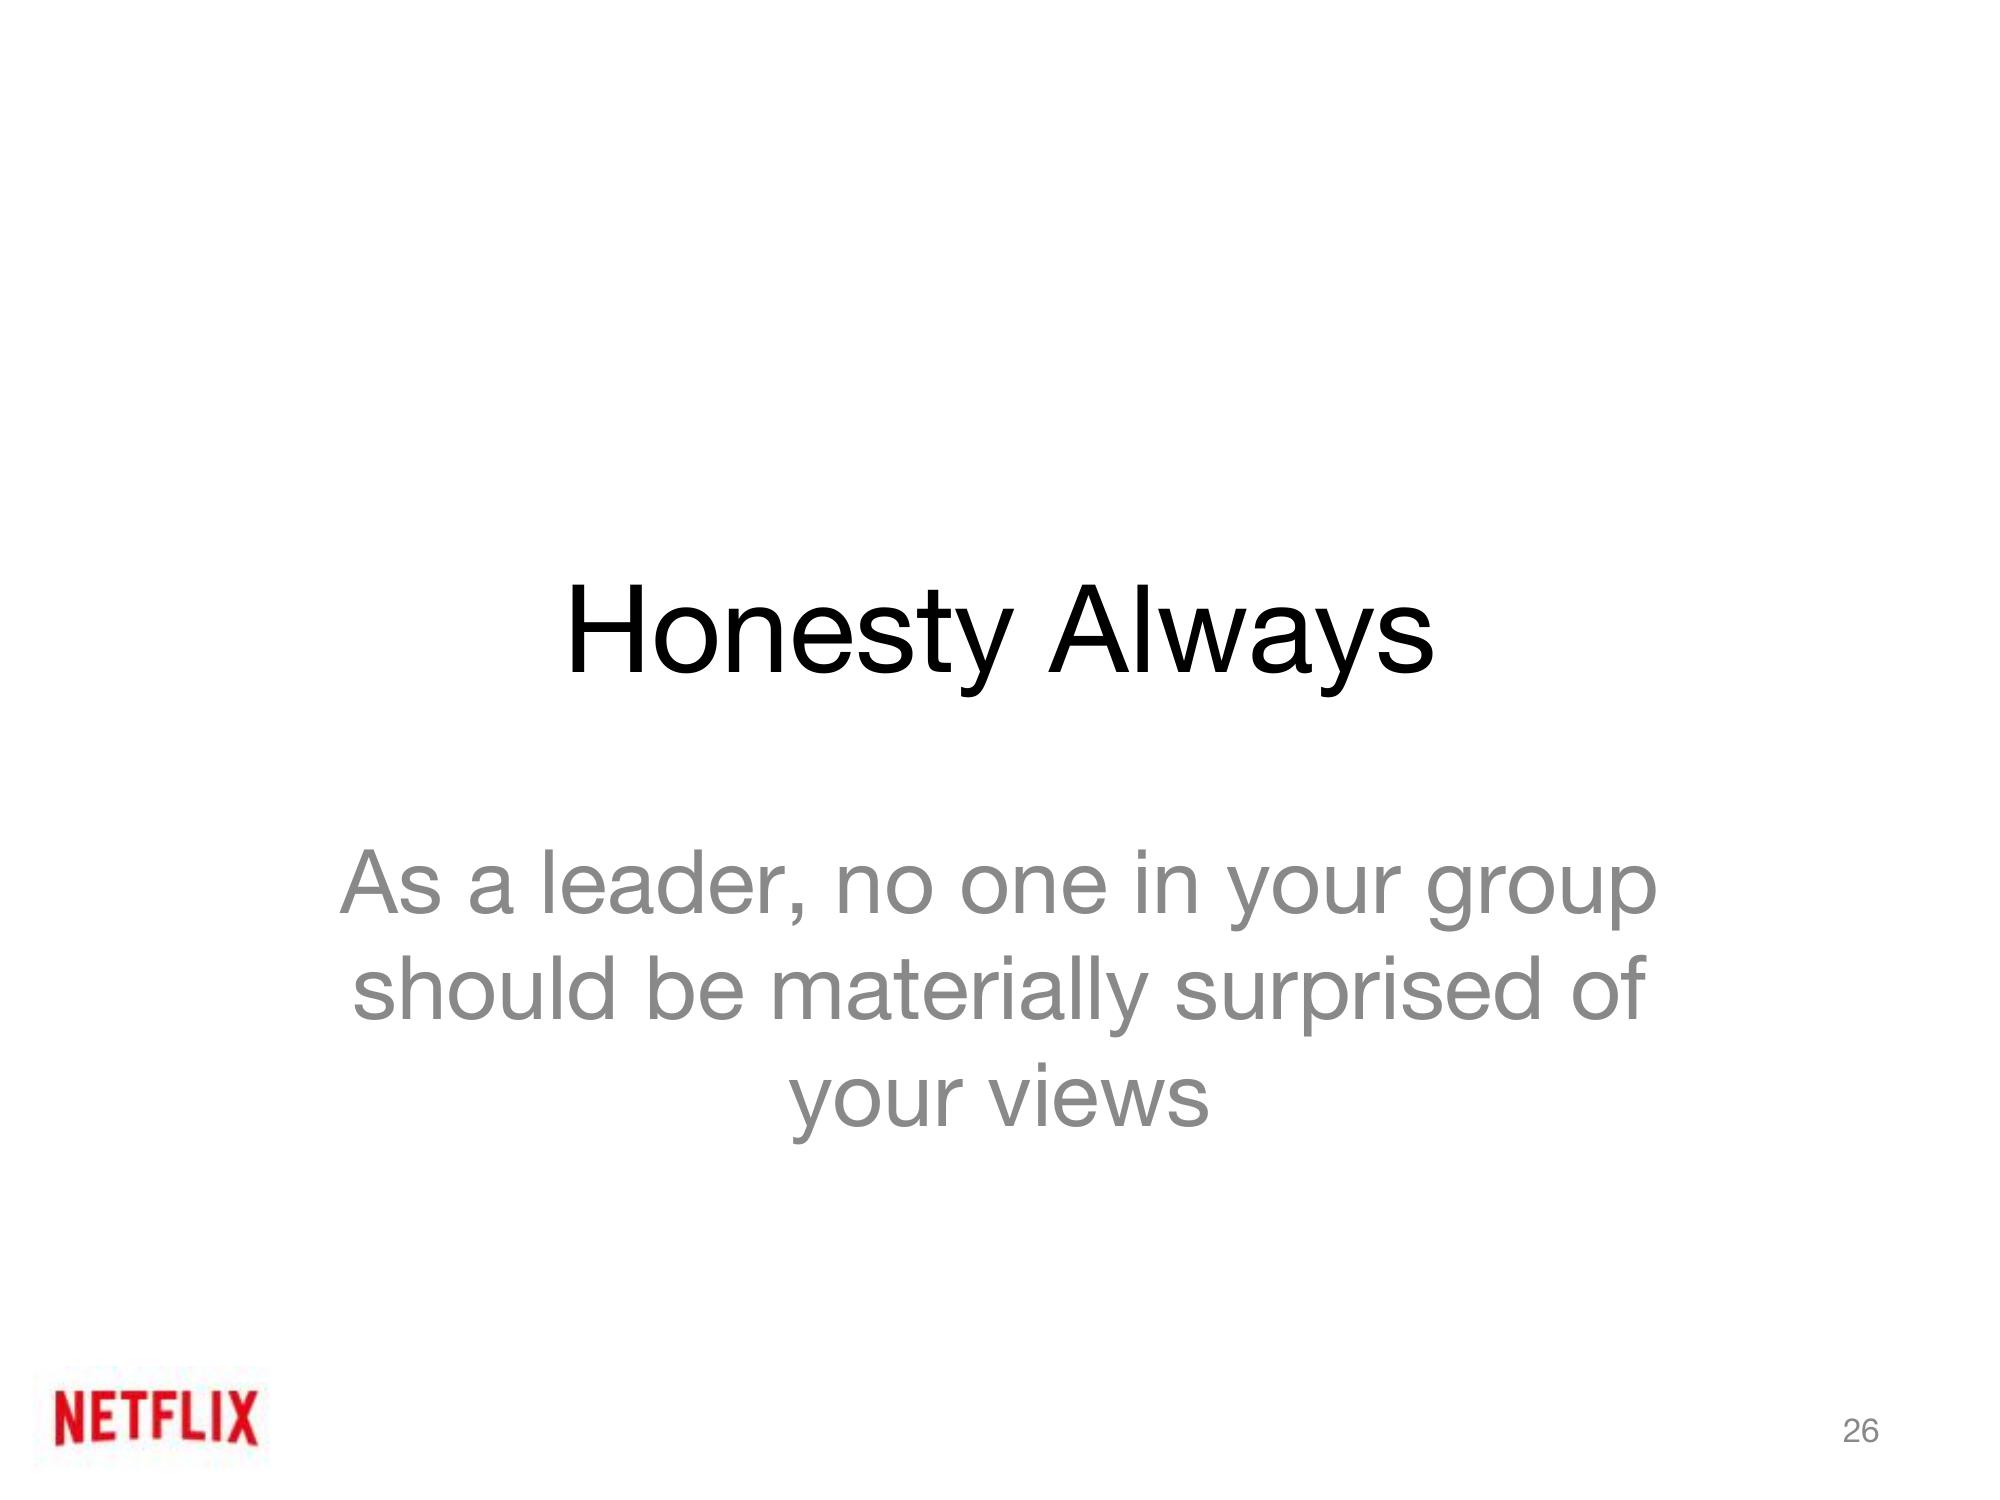 Honesty Always
As a leader, no one in your group
should be materially surprised of
your views
NETFLIX
26